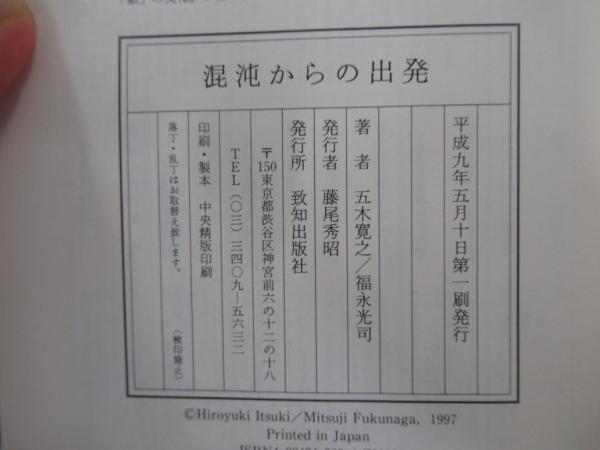 混沌からの出発
平成九年五月十日第一刷発行
著　者　五木寛之／福永光司
発行者　藤尾秀昭
発行所　致知出版社
〒150東京都渋谷区神宮前六の十二の十八
TEL（〇三）三四〇九―五六三二
印刷・製本　中央精版印刷
落丁・乱丁はお取替え致します。　（検印廃止）
©Hiroyuki Itsuki／Mitsuji Fukunaga, 1997
Printed in Japan